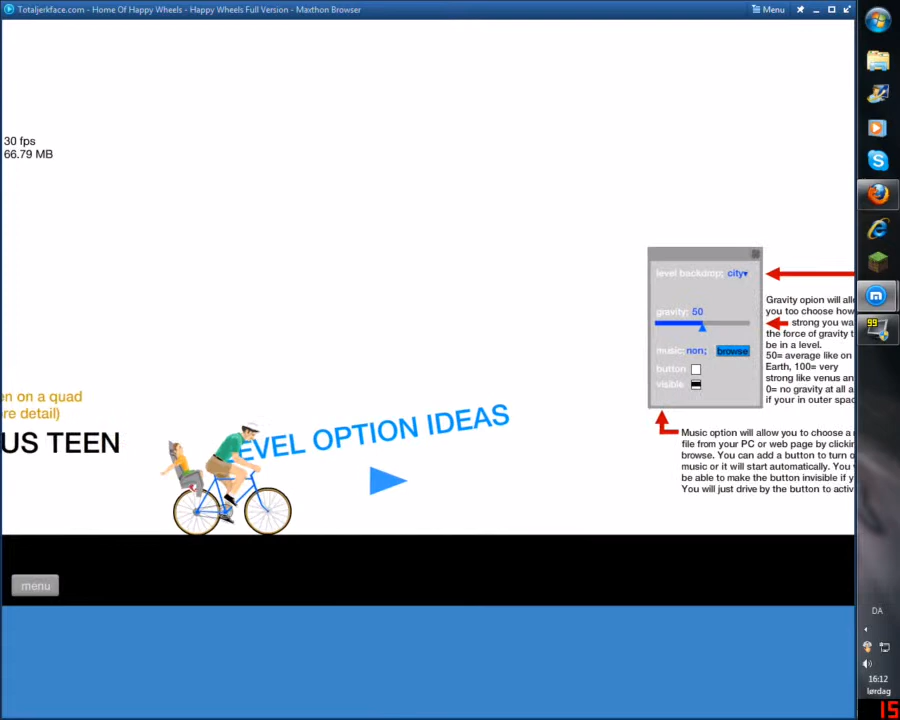 Totaljerkface.com - Home Of Happy Wheels - Happy Wheels Full Version - Maxthon Browser
Menu
30 fps
66.79 MB
level backdrop; city
gravity: 50
music; non; browse
button
visible
Gravity opion will all
you too choose how
strong you wa
the force of gravity t
be in a level.
50= average like on
Earth, 100= very
strong like venus an
0= no gravity at all a
if your in outer spac
en on a quad
re detail)
US TEEN
EVEL OPTION IDEAS
Music option will allow you to choose a
file from your PC or web page by clickin
browse. You can add a button to turn o
music or it will start automatically. You
be able to make the button invisible if y
You will just drive by the button to activ
menu
99
DA
16:12
lørdag
15